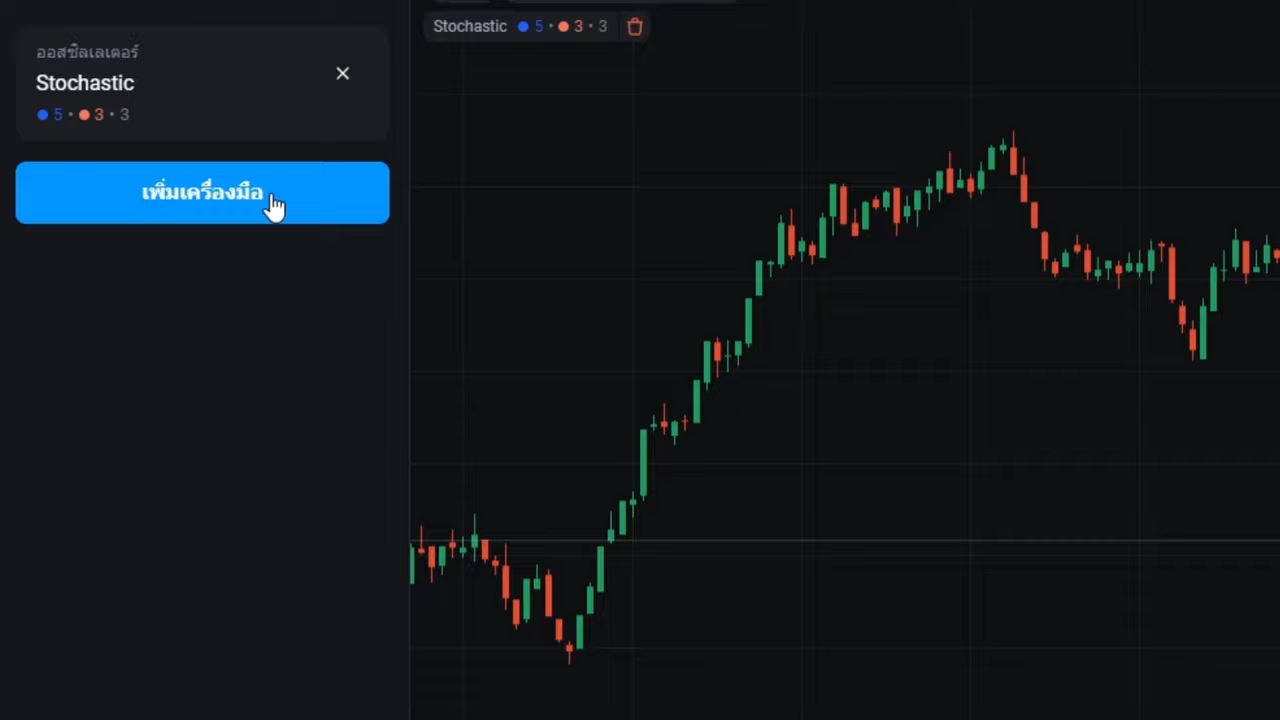 ออสซิลเลเตอร์
Stochastic
5 • 3 • 3
เพิ่มเครื่องมือ
Stochastic 5 • 3 • 3